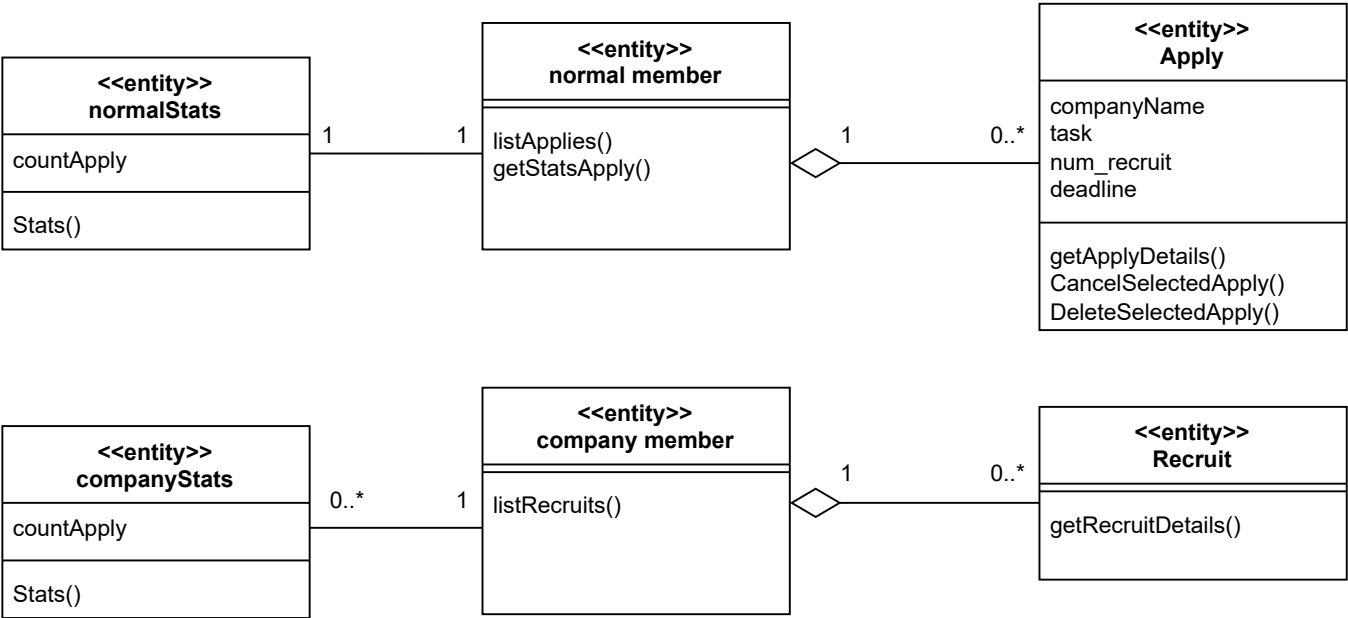 <<entity>>
normalStats
countApply
Stats()
1
1
<<entity>>
normal member
listApplies()
getStatsApply()
1
0..*
<<entity>>
Apply
companyName
task
num_recruit
deadline
getApplyDetails()
CancelSelectedApply()
DeleteSelectedApply()
<<entity>>
companyStats
countApply
Stats()
0..*
1
<<entity>>
company member
listRecruits()
1
0..*
<<entity>>
Recruit
getRecruitDetails()